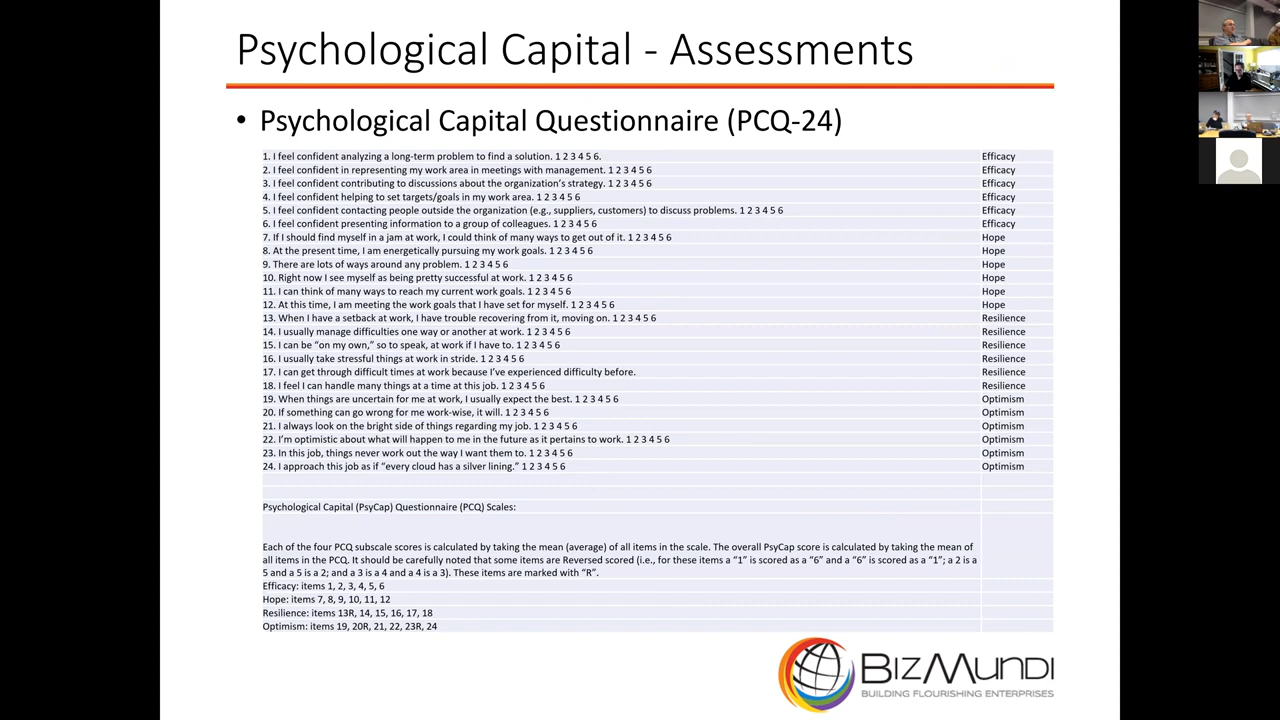 Psychological Capital - Assessments
• Psychological Capital Questionnaire (PCQ-24)
1. I feel confident analyzing a long-term problem to find a solution. 1 2 3 4 5 6. Efficacy
2. I feel confident in representing my work area in meetings with management. 1 2 3 4 5 6 Efficacy
3. I feel confident contributing to discussions about the organization’s strategy. 1 2 3 4 5 6 Efficacy
4. I feel confident helping to set targets/goals in my work area. 1 2 3 4 5 6 Efficacy
5. I feel confident contacting people outside the organization (e.g., suppliers, customers) to discuss problems. 1 2 3 4 5 6 Efficacy
6. I feel confident presenting information to a group of colleagues. 1 2 3 4 5 6 Efficacy
7. If I should find myself in a jam at work, I could think of many ways to get out of it. 1 2 3 4 5 6 Hope
8. At the present time, I am energetically pursuing my work goals. 1 2 3 4 5 6 Hope
9. There are lots of ways around any problem. 1 2 3 4 5 6 Hope
10. Right now I see myself as being pretty successful at work. 1 2 3 4 5 6 Hope
11. I can think of many ways to reach my current work goals. 1 2 3 4 5 6 Hope
12. At this time, I am meeting the work goals that I have set for myself. 1 2 3 4 5 6 Hope
13. When I have a setback at work, I have trouble recovering from it, moving on. 1 2 3 4 5 6 Resilience
14. I usually manage difficulties one way or another at work. 1 2 3 4 5 6 Resilience
15. I can be “on my own,” so to speak, at work if I have to. 1 2 3 4 5 6 Resilience
16. I usually take stressful things at work in stride. 1 2 3 4 5 6 Resilience
17. I can get through difficult times at work because I’ve experienced difficulty before. Resilience
18. I feel I can handle many things at a time at this job. 1 2 3 4 5 6 Resilience
19. When things are uncertain for me at work, I usually expect the best. 1 2 3 4 5 6 Optimism
20. If something can go wrong for me work-wise, it will. 1 2 3 4 5 6 Optimism
21. I always look on the bright side of things regarding my job. 1 2 3 4 5 6 Optimism
22. I’m optimistic about what will happen to me in the future as it pertains to work. 1 2 3 4 5 6 Optimism
23. In this job, things never work out the way I want them to. 1 2 3 4 5 6 Optimism
24. I approach this job as if “every cloud has a silver lining.” 1 2 3 4 5 6 Optimism
Psychological Capital (PsyCap) Questionnaire (PCQ) Scales:
Each of the four PCQ subscale scores is calculated by taking the mean (average) of all items in the scale. The overall PsyCap score is calculated by taking the mean of
all items in the PCQ. It should be carefully noted that some items are Reversed scored (i.e., for these items a “1” is scored as a “6” and a “6” is scored as a “1”; a 2 is a
5 and a 5 is a 2; and a 3 is a 4 and a 4 is a 3). These items are marked with “R”.
Efficacy: items 1, 2, 3, 4, 5, 6
Hope: items 7, 8, 9, 10, 11, 12
Resilience: items 13R, 14, 15, 16, 17, 18
Optimism: items 19, 20R, 21, 22, 23R, 24
BIZMUNDI
BUILDING FLOURISHING ENTERPRISES